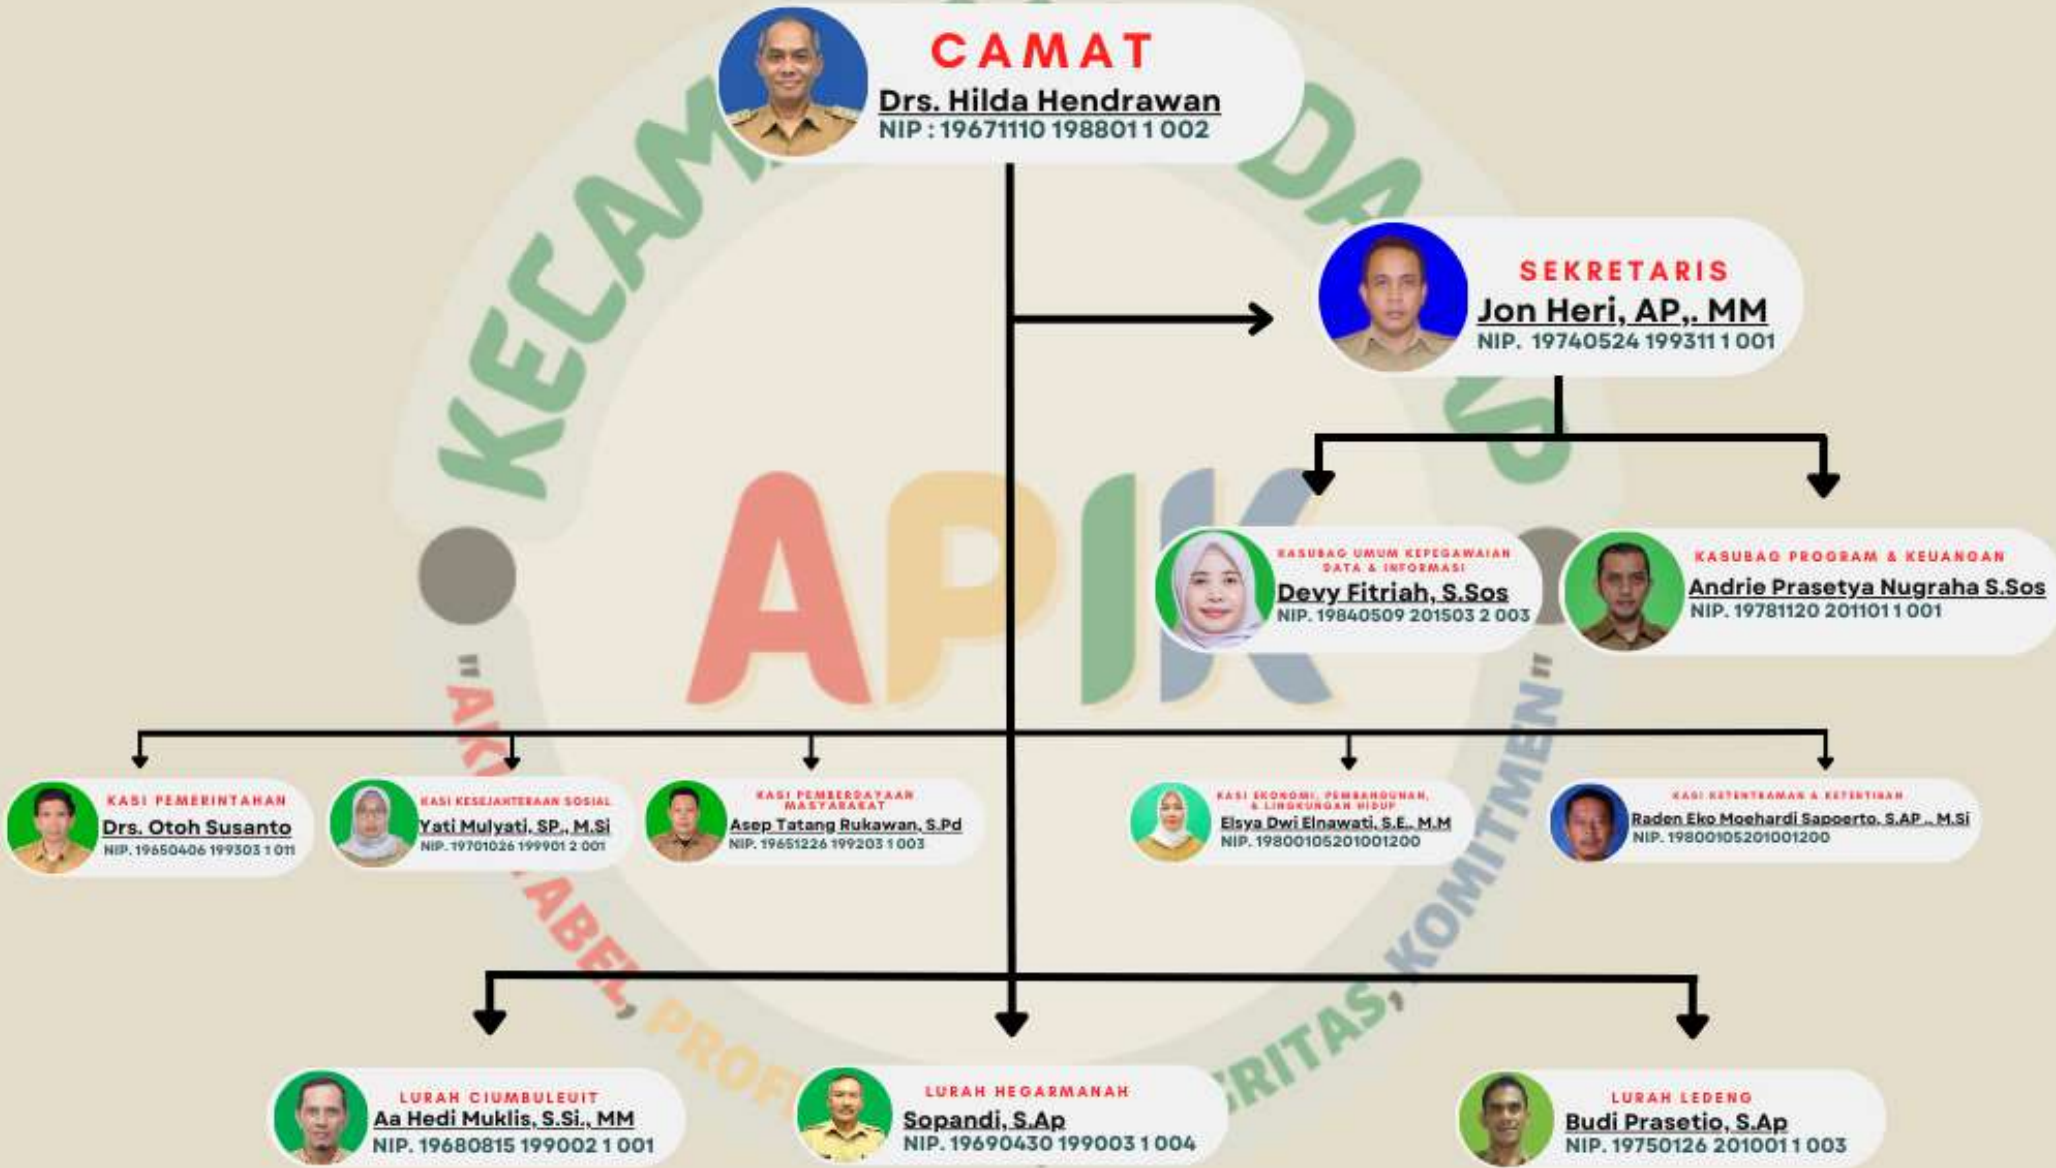 CAMAT
Drs. Hilda Hendrawan
NIP : 19671110 198801 1 002
SEKRETARIS
Jon Heri, AP,. MM
NIP. 19740524 199311 1 001
KASUBAG UMUM KEPEGAWAIAN
DATA & INFORMASI
Devy Fitriah, S.Sos
NIP. 19840509 201503 2 003
KASUBAG PROGRAM & KEUANGAN
Andrie Prasetya Nugraha S.Sos
NIP. 19781120 201101 1 001
APIK
KASI PEMERINTAHAN
Drs. Otoh Susanto
NIP. 19650406 199303 1 011
KASI KESEJAHTERAAN SOSIAL
Yati Mulyati, SP., M.Si
NIP. 19701026 199901 2 001
KASI PEMBERDAYAAN
MASYARAKAT
Asep Tatang Rukawan, S.Pd
NIP. 19651226 199203 1 003
KASI EKONOMI, PEMBANGUNAN,
& LINGKUNGAN HIDUP
Elsya Dwi Elnawati, S.E., M.M
NIP. 19800105201001200
KASI KETENTRAMAN & KETERTIBAN
Raden Eko Moehardi Sapoerto, S.AP ., M.Si
NIP. 19800105201001200
KOMITMEN"
LURAH CIUMBULEUIT
Aa Hedi Muklis, S.Si., MM
NIP. 19680815 199002 1 001
LURAH HEGARMANAH
Sopandi, S.Ap
NIP. 19690430 199003 1 004
LURAH LEDENG
Budi Prasetio, S.Ap
NIP. 19750126 201001 1 003